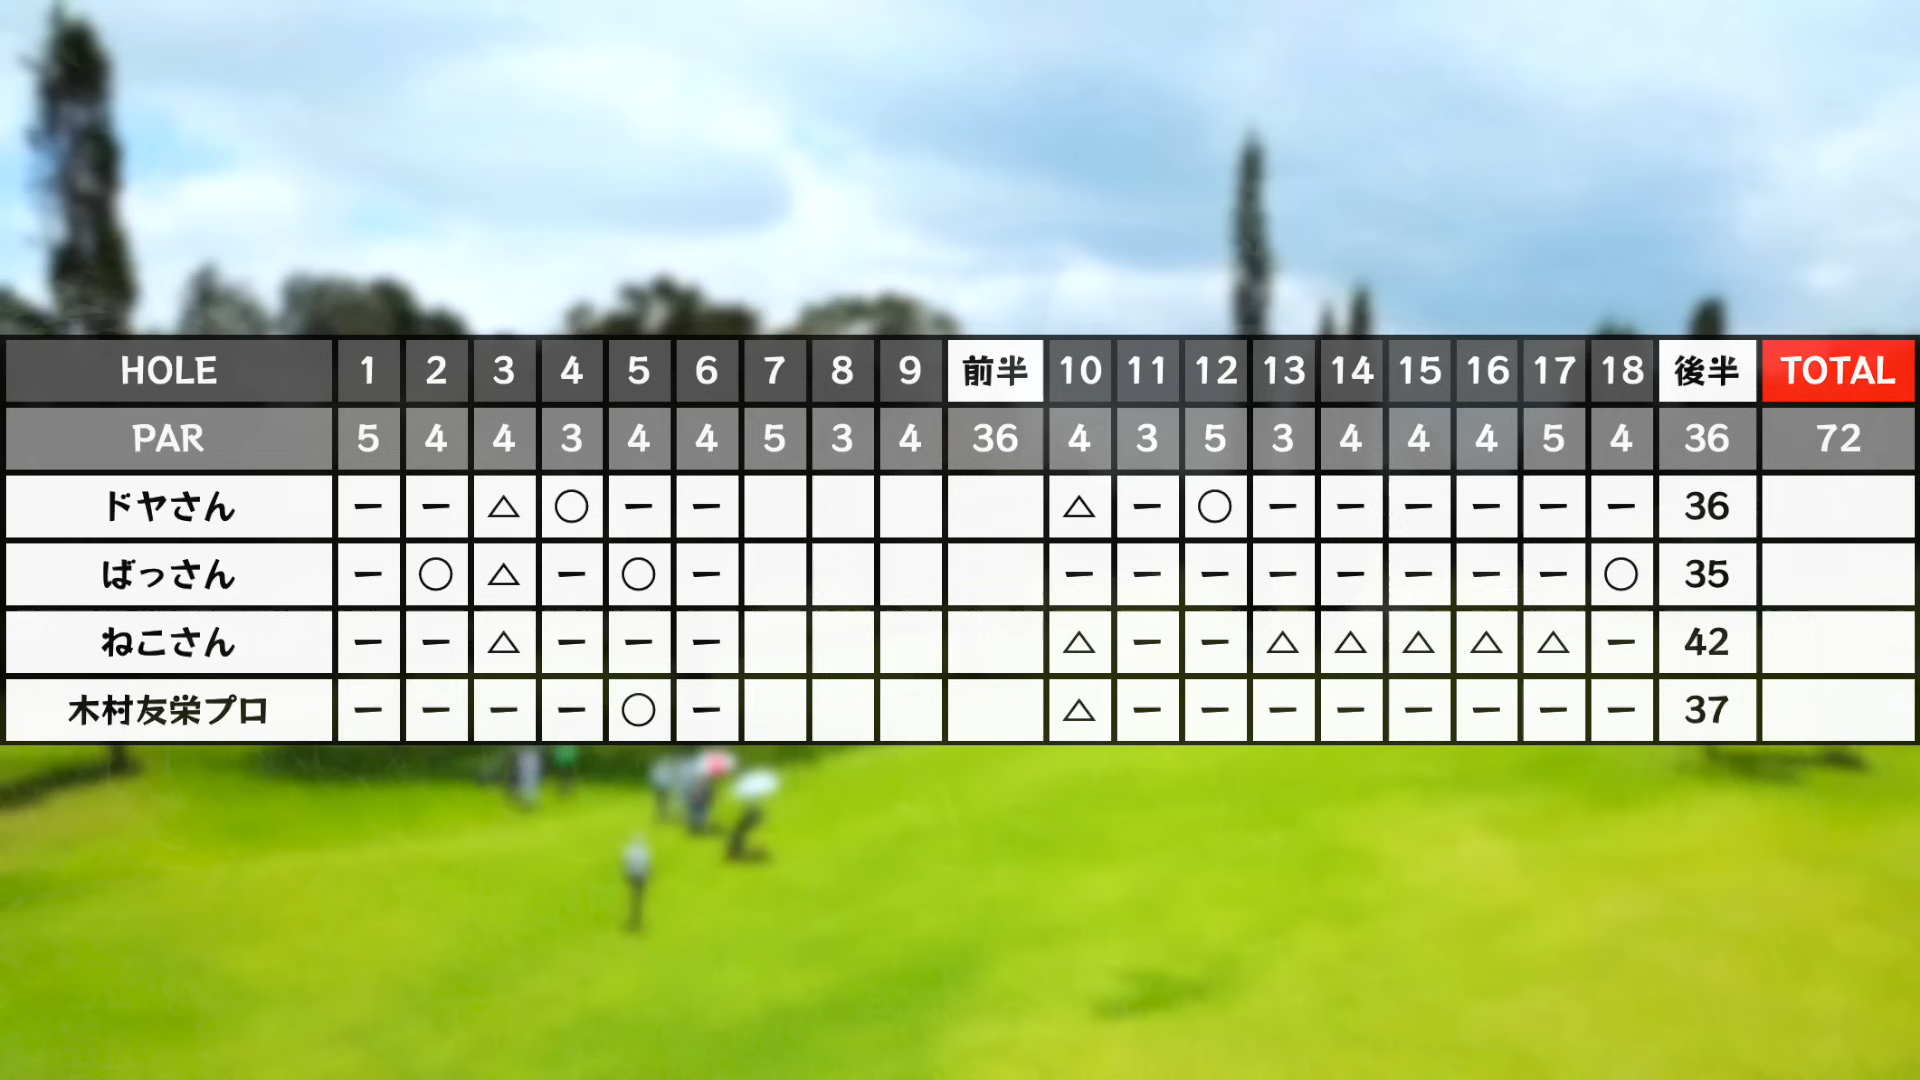 HOLE 1 2 3 4 5 6 7 8 9 前半 10 11 12 13 14 15 16 17 18 後半 TOTAL
PAR 5 4 4 3 4 4 5 3 4 36 4 3 5 3 4 4 4 5 4 36 72
ドヤさん － － △ ○ － － △ － ○ － － － － － － 36
ばっさん － ○ △ － ○ － － － － － － － － － ○ 35
ねこさん － － △ － － － △ － － △ △ △ △ △ － 42
木村友栄プロ － － － － ○ － △ － － － － － － － － 37